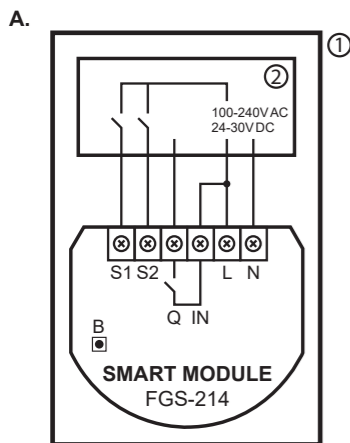 A.
①
②
100-240V AC
24-30V DC
S1 S2 L N
Q IN
B
SMART MODULE
FGS-214